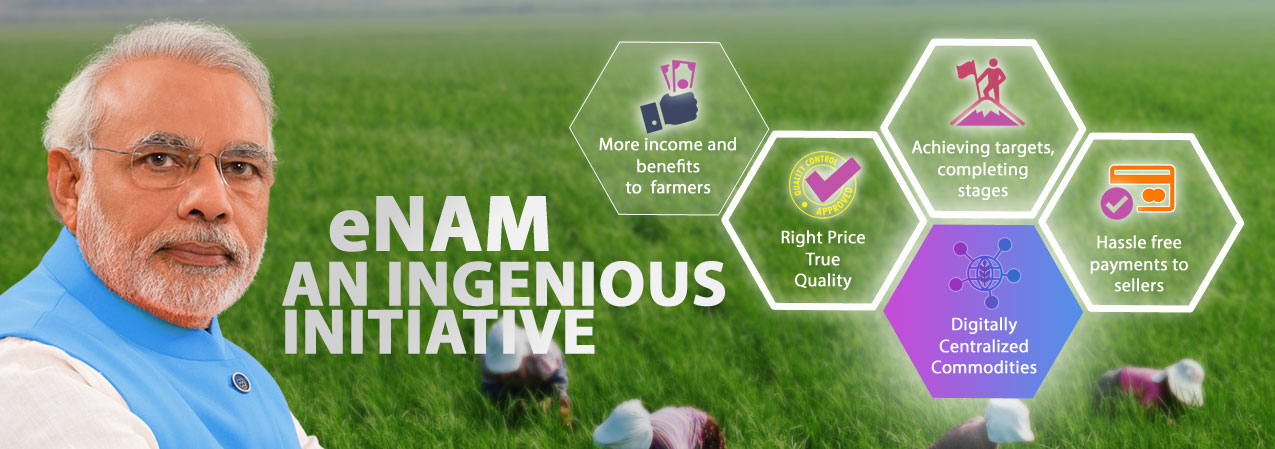 eNAM
AN INGENIOUS
INITIATIVE
More income and
benefits
to farmers
QUALITY CONTROL
APPROVED
Right Price
True
Quality
Achieving targets,
completing
stages
Digitally
Centralized
Commodities
Hassle free
payments to
sellers